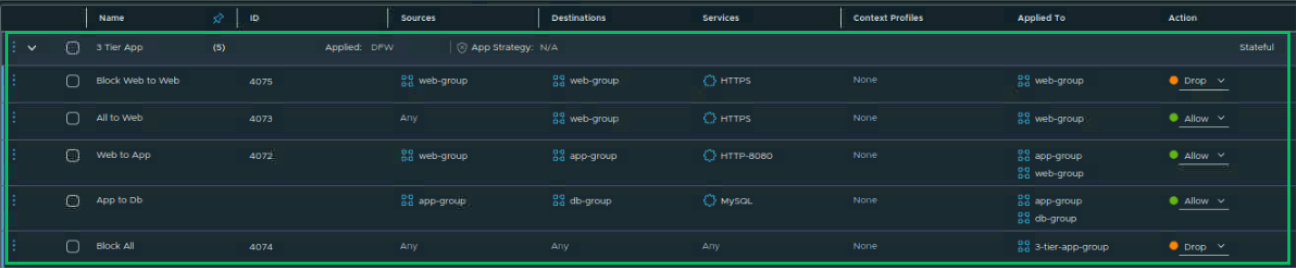 Name ID Sources Destinations Services Context Profiles Applied To Action
3 Tier App (5) Applied: DFW App Strategy: N/A Stateful
Block Web to Web 4075 web-group web-group HTTPS None web-group Drop
All to Web 4073 Any web-group HTTPS None web-group Allow
Web to App 4072 web-group app-group HTTP-8080 None app-group Allow
web-group
App to Db app-group db-group MySQL None app-group Allow
db-group
Block All 4074 Any Any Any None 3-tier-app-group Drop